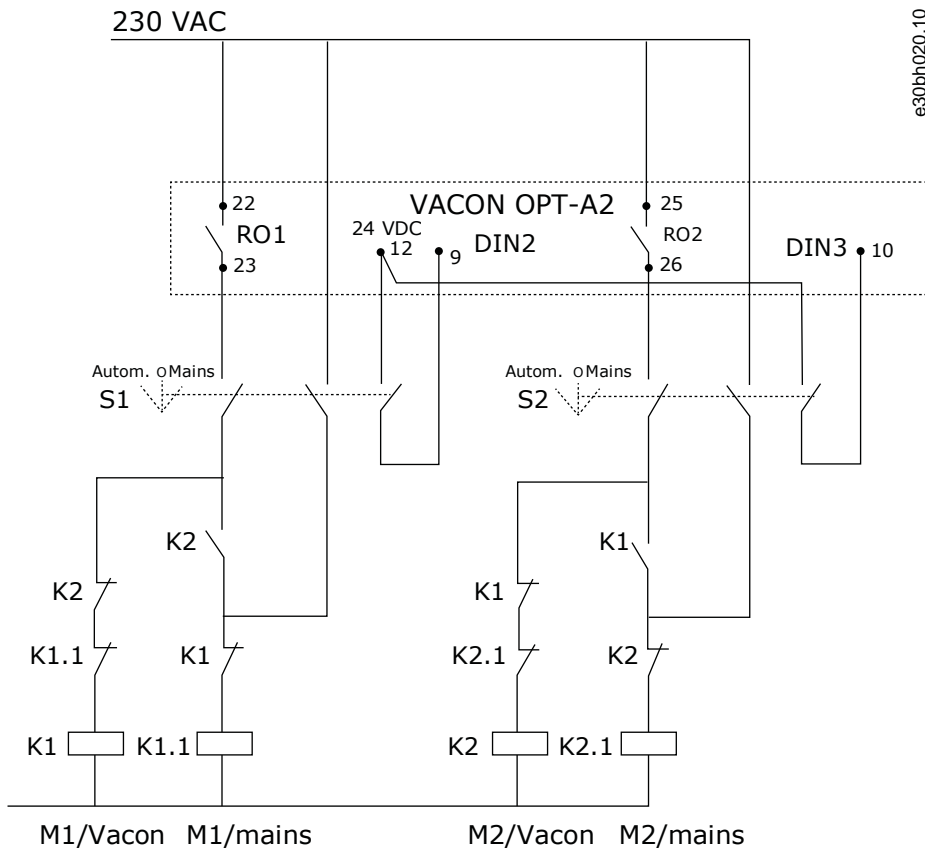 230 VAC
e30bh020.10
22
VACON OPT-A2
25
RO1
24 VDC
12
9
DIN2
RO2
DIN3
10
23
26
Autom. O Mains
S1
Autom. O Mains
S2
K2
K1
K2
K1
K1.1
K1
K2.1
K2
K1
K1.1
K2
K2.1
M1/Vacon
M1/mains
M2/Vacon
M2/mains